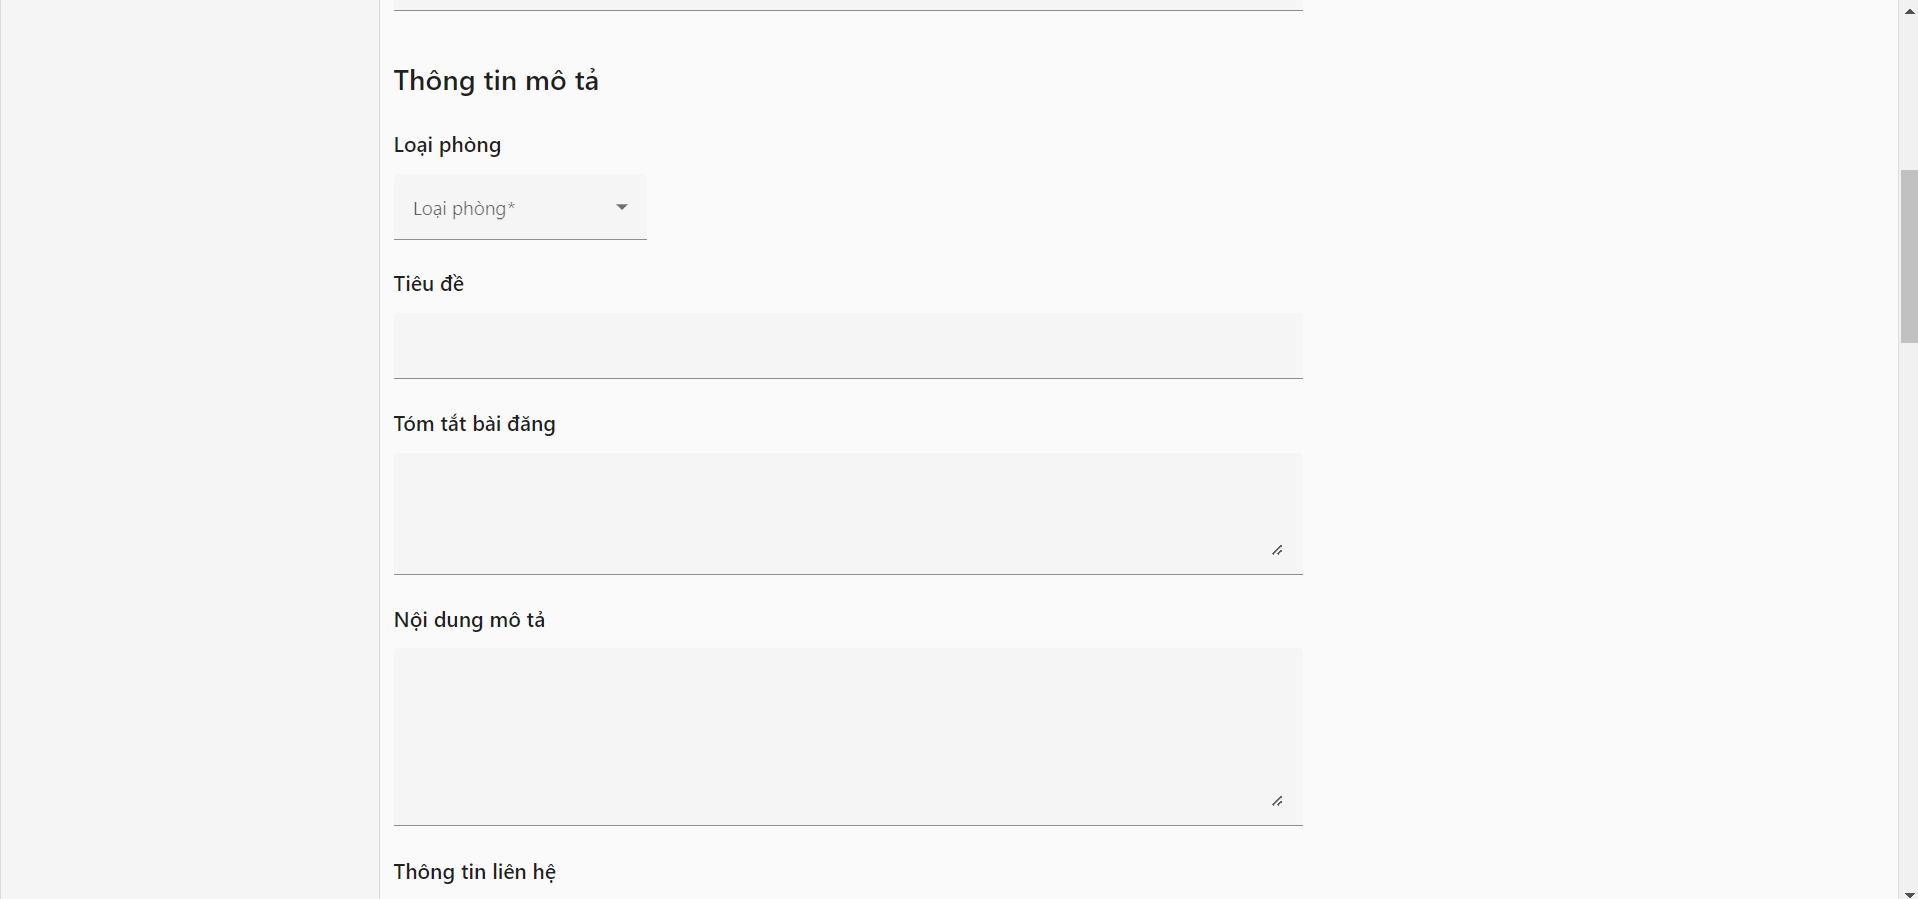 Thông tin mô tả
Loại phòng
Loại phòng*
Tiêu đề
Tóm tắt bài đăng
Nội dung mô tả
Thông tin liên hệ